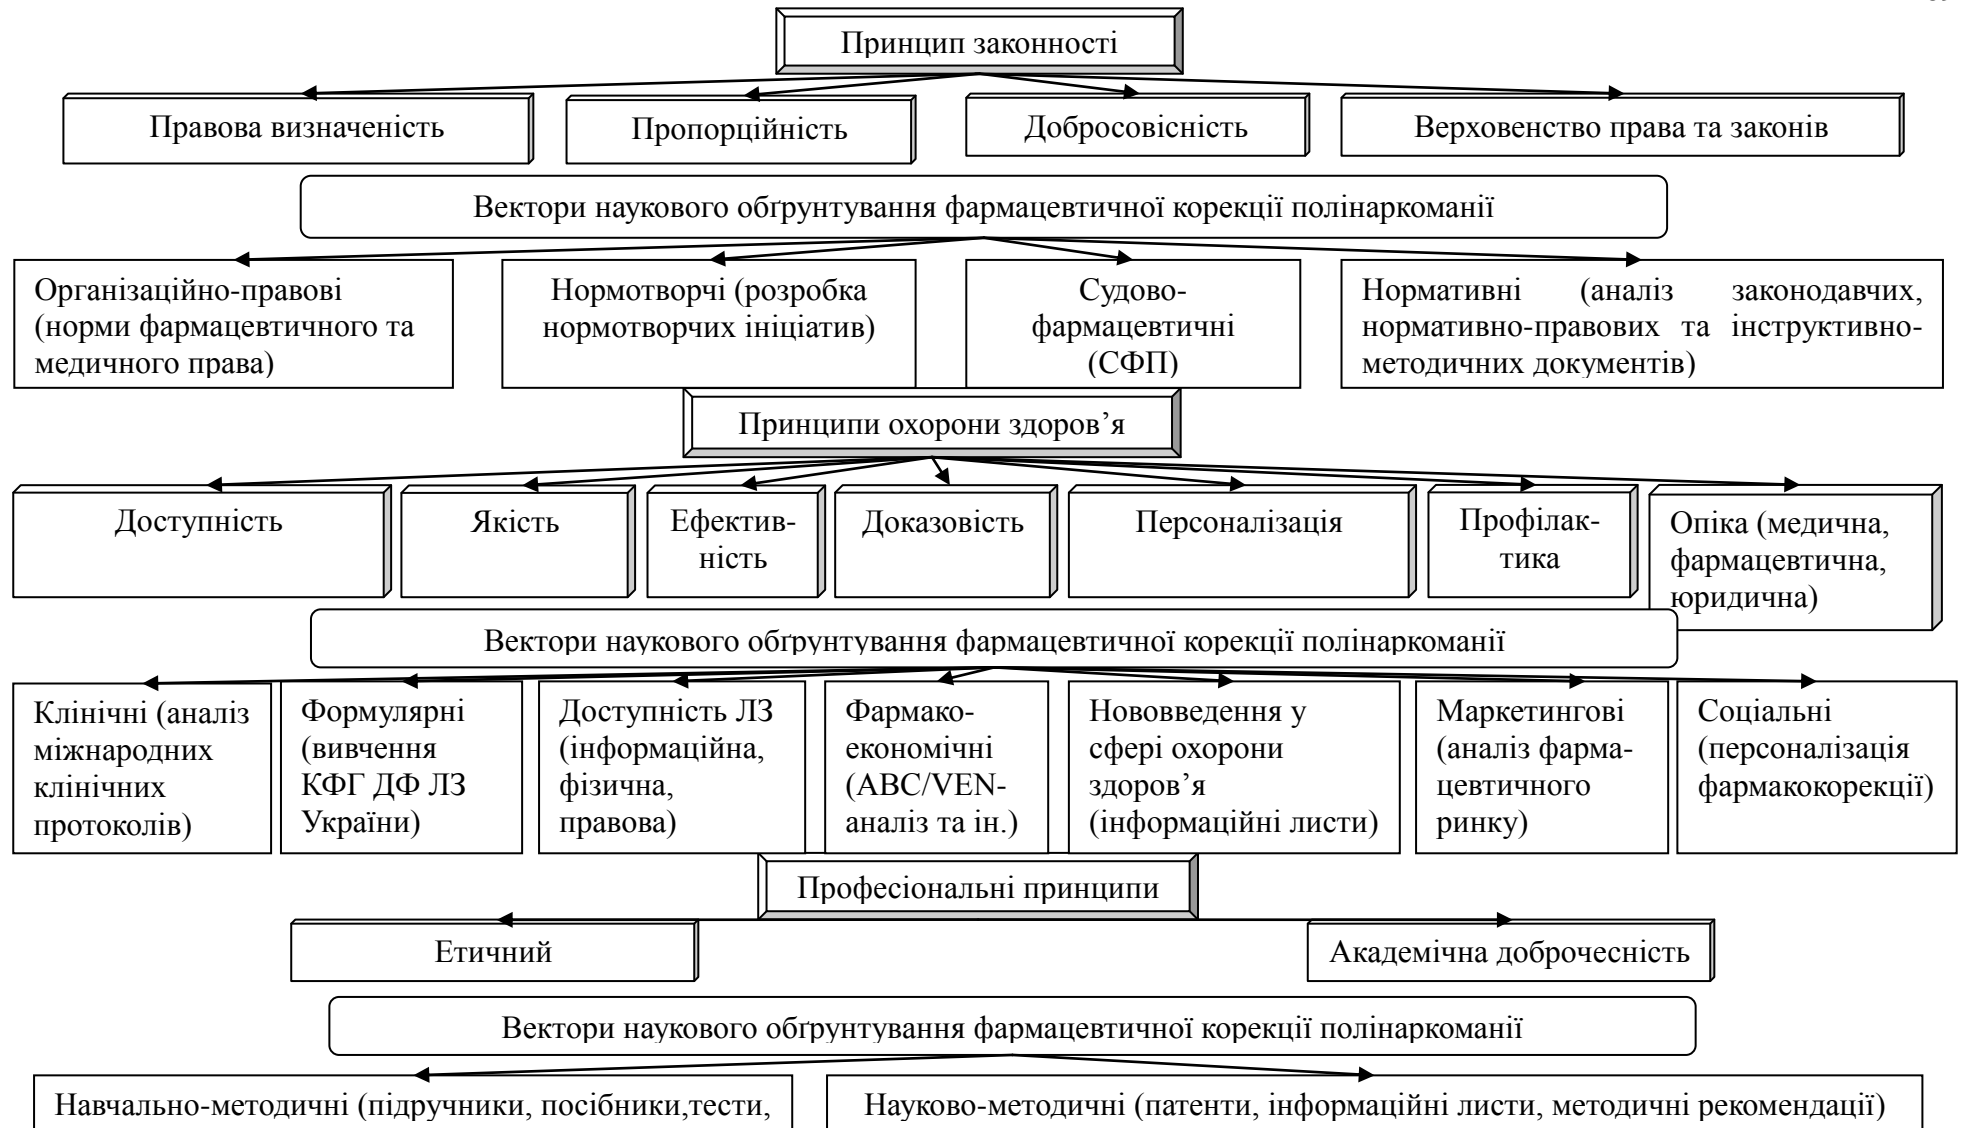 Принцип законності
Правова визначеність
Пропорційність
Добросовісність
Верховенство права та законів
Вектори наукового обґрунтування фармацевтичної корекції полінаркоманії
Організаційно-правові
(норми фармацевтичного та
медичного права)
Нормотворчі (розробка
нормотворчих ініціатив)
Судово-
фармацевтичні
(СФП)
Нормативні (аналіз законодавчих,
нормативно-правових та інструктивно-
методичних документів)
Принципи охорони здоров’я
Доступність
Якість
Ефектив-
ність
Доказовість
Персоналізація
Профілак-
тика
Опіка (медична,
фармацевтична,
юридична)
Вектори наукового обґрунтування фармацевтичної корекції полінаркоманії
Клінічні (аналіз
міжнародних
клінічних
протоколів)
Формулярні
(вивчення
КФГ ДФ ЛЗ
України)
Доступність ЛЗ
(інформаційна,
фізична,
правова)
Фармако-
економічні
(ABC/VEN-
аналіз та ін.)
Нововведення у
сфері охорони
здоров’я
(інформаційні листи)
Маркетингові
(аналіз фарма-
цевтичного
ринку)
Соціальні
(персоналізація
фармакокорекції)
Професіональні принципи
Етичний
Академічна доброчесність
Вектори наукового обґрунтування фармацевтичної корекції полінаркоманії
Навчально-методичні (підручники, посібники,тести,
Науково-методичні (патенти, інформаційні листи, методичні рекомендації)